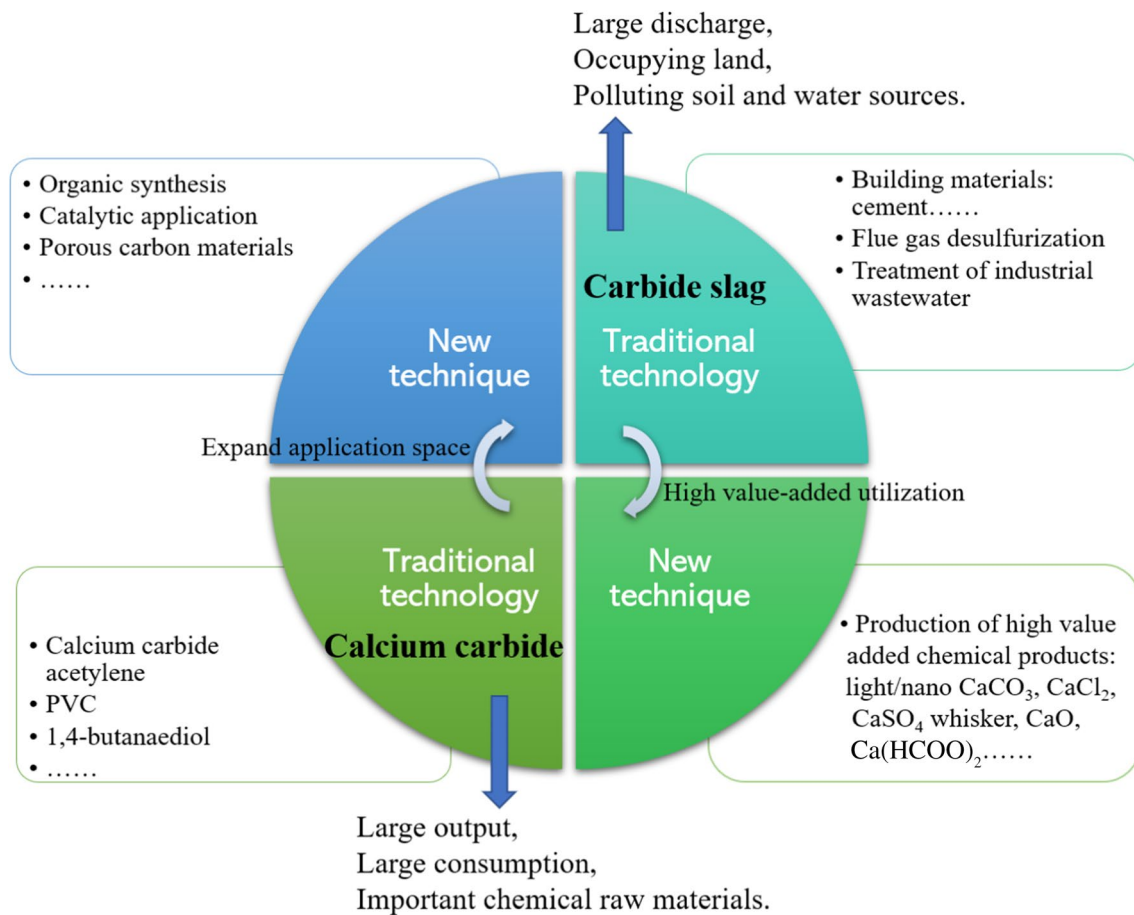 Large discharge,
Occupying land,
Polluting soil and water sources.
• Organic synthesis
• Catalytic application
• Porous carbon materials
• ……
• Building materials:
cement……
• Flue gas desulfurization
• Treatment of industrial
wastewater
Carbide slag
New
technique
Traditional
technology
Expand application space
High value-added utilization
Traditional
technology
Calcium carbide
New
technique
• Calcium carbide
acetylene
• PVC
• 1,4-butanaediol
• ……
• Production of high value
added chemical products:
light/nano CaCO₃, CaCl₂,
CaSO₄ whisker, CaO,
Ca(HCOO)₂……
Large output,
Large consumption,
Important chemical raw materials.